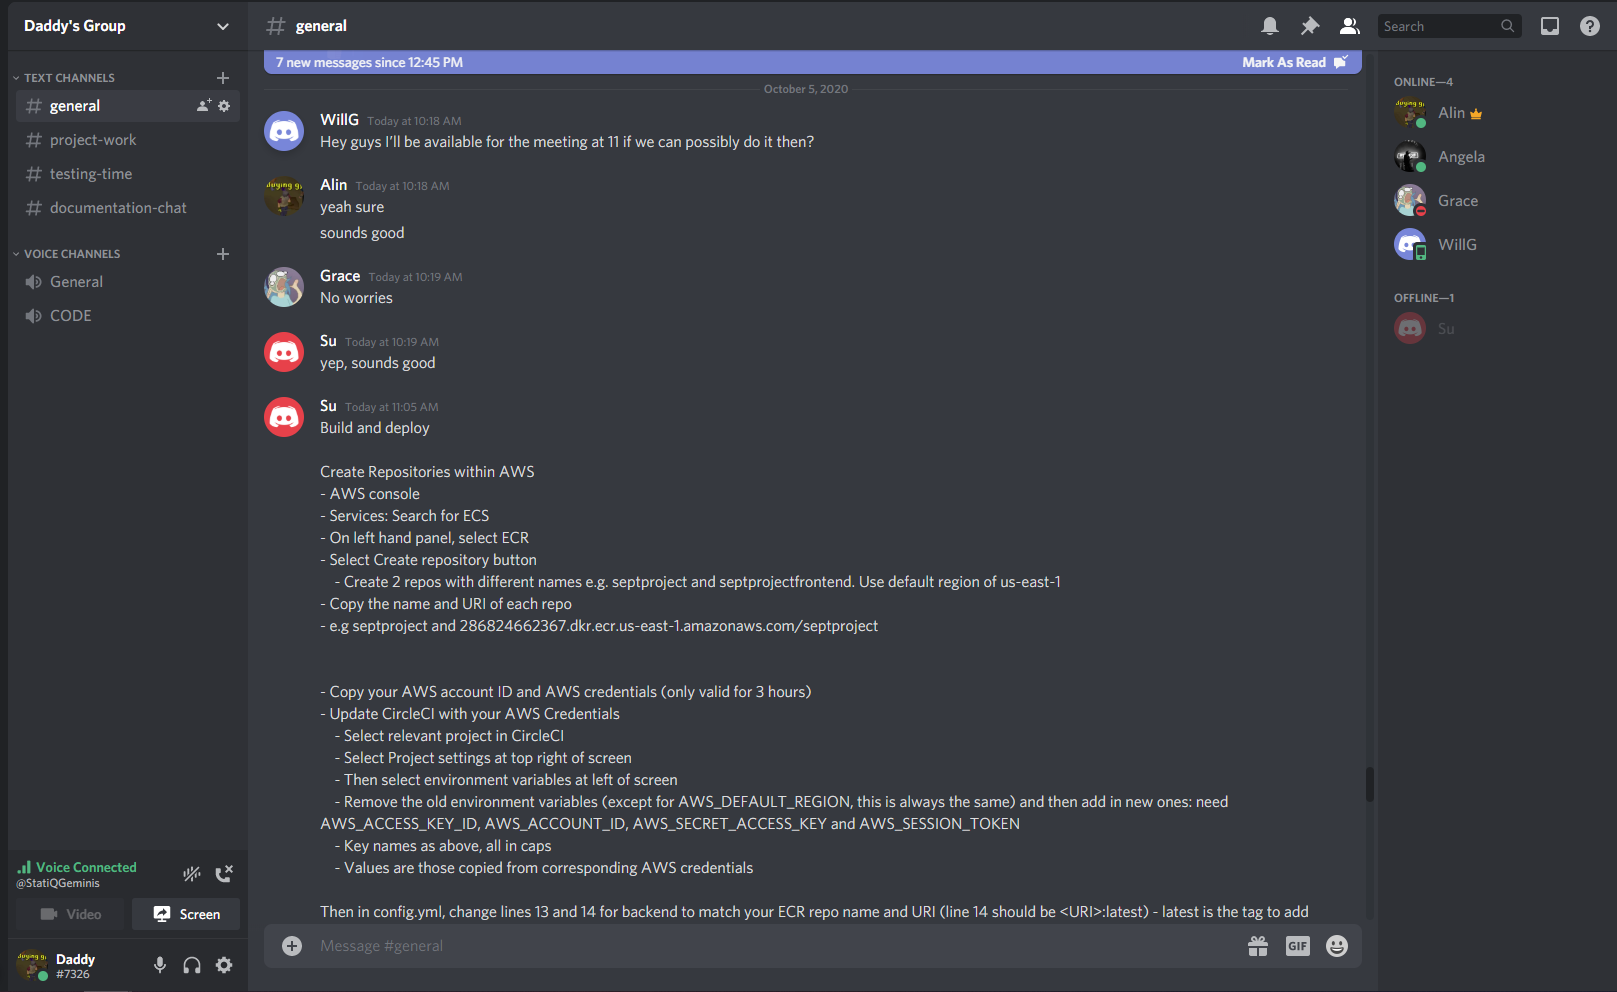 Daddy's Group
TEXT CHANNELS
general
project-work
testing-time
documentation-chat
VOICE CHANNELS
General
CODE
Voice Connected
@StatiQGeminis
Video
Screen
Daddy
#7326
# general
Search
7 new messages since 12:45 PM
Mark As Read
October 5, 2020
WillG Today at 10:18 AM
Hey guys I'll be available for the meeting at 11 if we can possibly do it then?
Alin Today at 10:18 AM
yeah sure
sounds good
Grace Today at 10:19 AM
No worries
Su Today at 10:19 AM
yep, sounds good
Su Today at 11:05 AM
Build and deploy
Create Repositories within AWS
- AWS console
- Services: Search for ECS
- On left hand panel, select ECR
- Select Create repository button
- Create 2 repos with different names e.g. septproject and septprojectfrontend. Use default region of us-east-1
- Copy the name and URI of each repo
- e.g septproject and 286824662367.dkr.ecr.us-east-1.amazonaws.com/septproject
- Copy your AWS account ID and AWS credentials (only valid for 3 hours)
- Update CircleCI with your AWS Credentials
- Select relevant project in CircleCI
- Select Project settings at top right of screen
- Then select environment variables at left of screen
- Remove the old environment variables (except for AWS_DEFAULT_REGION, this is always the same) and then add in new ones: need
AWS_ACCESS_KEY_ID, AWS_ACCOUNT_ID, AWS_SECRET_ACCESS_KEY and AWS_SESSION_TOKEN
- Key names as above, all in caps
- Values are those copied from corresponding AWS credentials
Then in config.yml, change lines 13 and 14 for backend to match your ECR repo name and URI (line 14 should be <URI>:latest) - latest is the tag to add
Message #general
GIF
ONLINE—4
Alin
Angela
Grace
WillG
OFFLINE—1
Su